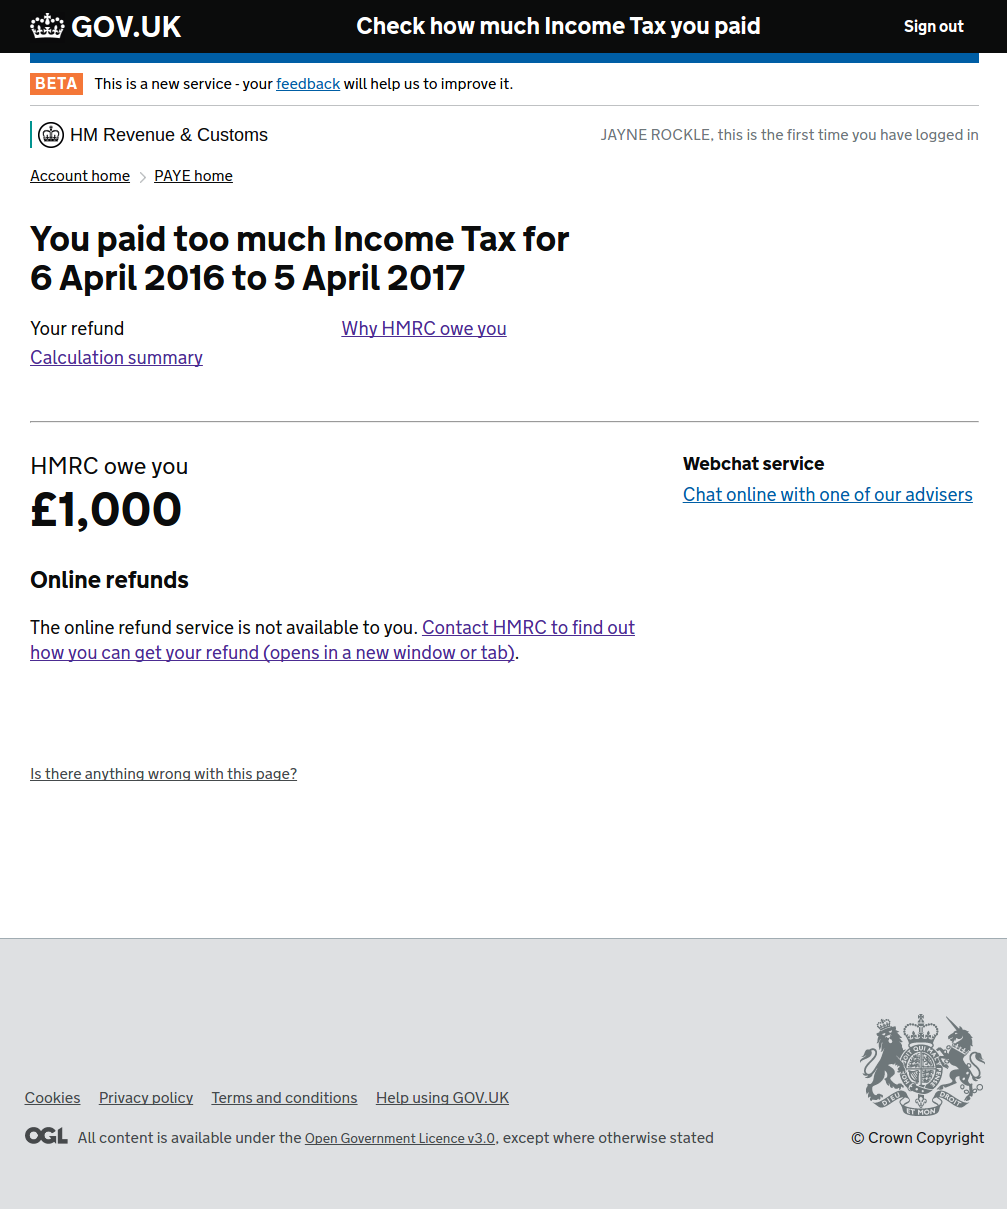 GOV.UK Check how much Income Tax you paid Sign out
BETA This is a new service - your feedback will help us to improve it.
HM Revenue & Customs JAYNE ROCKLE, this is the first time you have logged in
Account home PAYE home
You paid too much Income Tax for
6 April 2016 to 5 April 2017
Your refund Why HMRC owe you
Calculation summary
HMRC owe you Webchat service
£1,000 Chat online with one of our advisers
Online refunds
The online refund service is not available to you. Contact HMRC to find out
how you can get your refund (opens in a new window or tab).
Is there anything wrong with this page?
Cookies Privacy policy Terms and conditions Help using GOV.UK
DIEU ET MON DROIT
OGL All content is available under the Open Government Licence v3.0, except where otherwise stated © Crown Copyright